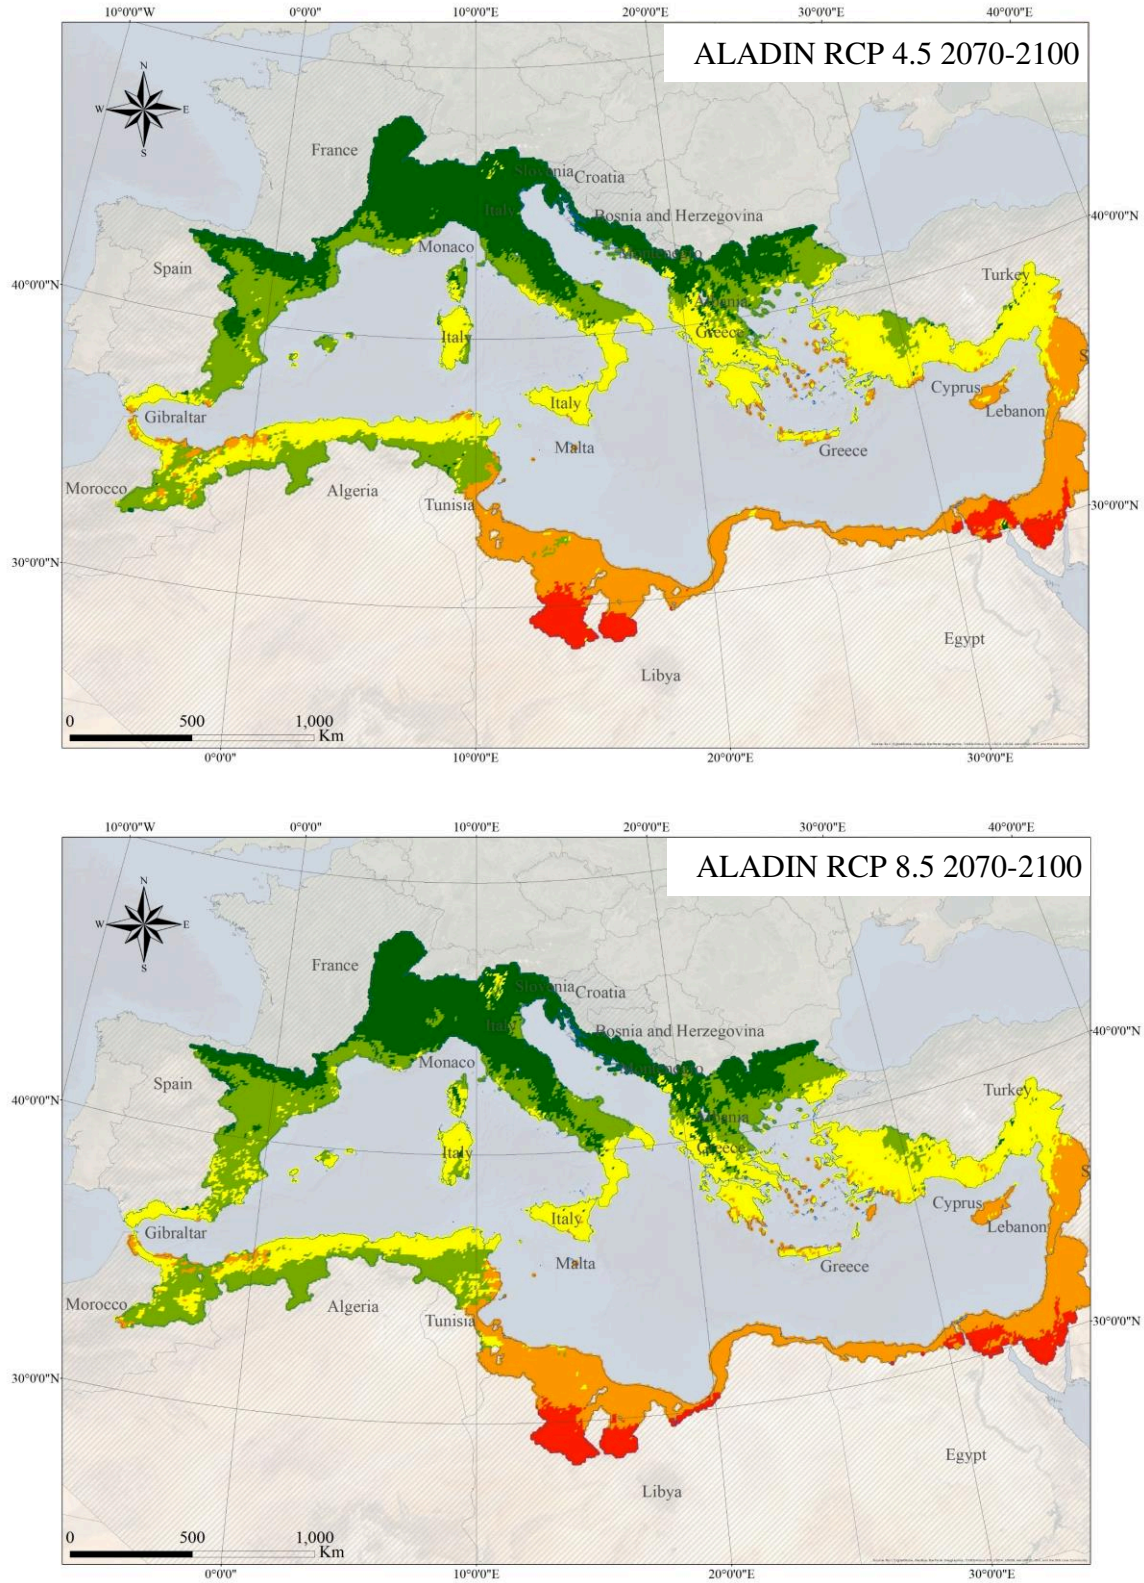 10°0'0"W 0°0'0" 10°0'0"E 20°0'0"E 30°0'0"E 40°0'0"E
ALADIN RCP 4.5 2070-2100
N
W E
S
France
Slovenia Croatia
Italy
Bosnia and Herzegovina
40°0'0"N
Monaco
Montenegro
Spain
Turkey
40°0'0"N
Albania
Italy
Greece
S
Cyprus
Gibraltar
Italy
Lebanon
Malta
Greece
Morocco
Algeria
Tunisia
30°0'0"N
30°0'0"N
Egypt
Libya
0 500 1,000
Km
0°0'0" 10°0'0"E 20°0'0"E 30°0'0"E
10°0'0"W 0°0'0" 10°0'0"E 20°0'0"E 30°0'0"E 40°0'0"E
ALADIN RCP 8.5 2070-2100
N
W E
S
France
Slovenia Croatia
Italy
Bosnia and Herzegovina
40°0'0"N
Monaco
Montenegro
Spain
Turkey
40°0'0"N
Albania
Italy
Greece
S
Cyprus
Gibraltar
Italy
Lebanon
Malta
Greece
Morocco
Algeria
Tunisia
30°0'0"N
30°0'0"N
Egypt
Libya
0 500 1,000
Km
0°0'0" 10°0'0"E 20°0'0"E 30°0'0"E